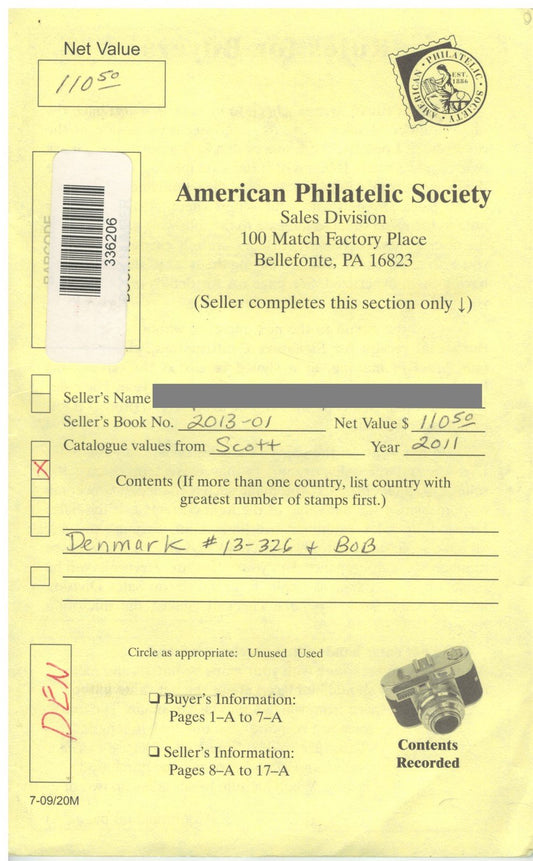 Net Value
110 50
AMERICAN · PHILATELIC · SOCIETY ·
EST.
1886
336206
American Philatelic Society
Sales Division
100 Match Factory Place
Bellefonte, PA 16823
(Seller completes this section only ↓)
Seller's Name
Seller's Book No. 2013-01 Net Value $ 110 50
Catalogue values from Scott Year 2011
X
Contents (If more than one country, list country with
greatest number of stamps first.)
Denmark #13-326 + BOB
Circle as appropriate: Unused Used
DEN
❏ Buyer's Information:
Pages 1–A to 7–A
❏ Seller's Information:
Pages 8–A to 17–A
Contents
Recorded
7-09/20M